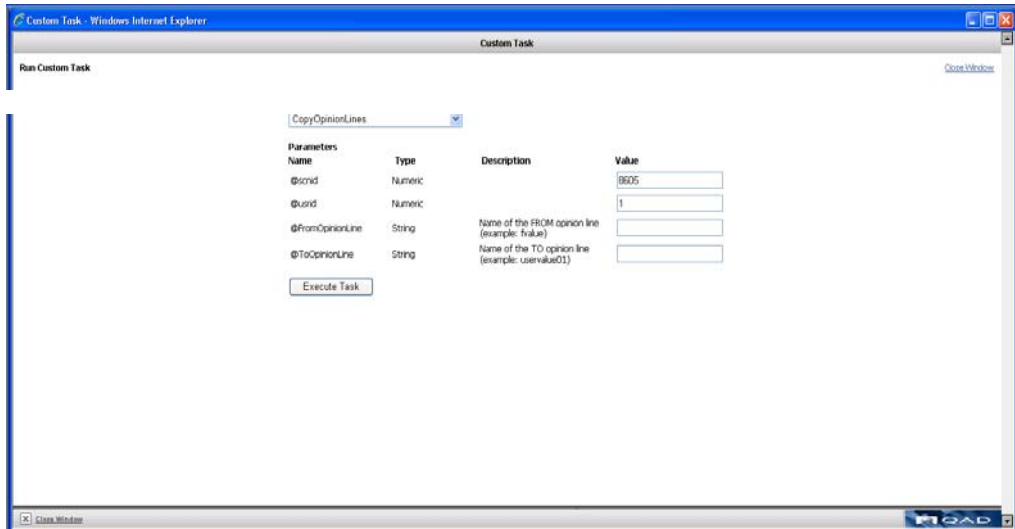 Custom Task - Windows Internet Explorer
Custom Task
Run Custom Task
Close Window
CopyOpinionLines
Parameters
Name Type Description Value
@scnid Numeric 8605
@usrid Numeric 1
@FromOpinionLine String Name of the FROM opinion line
(example: fvalue)
@ToOpinionLine String Name of the TO opinion line
(example: uservalue01)
Execute Task
Close Window
QAD